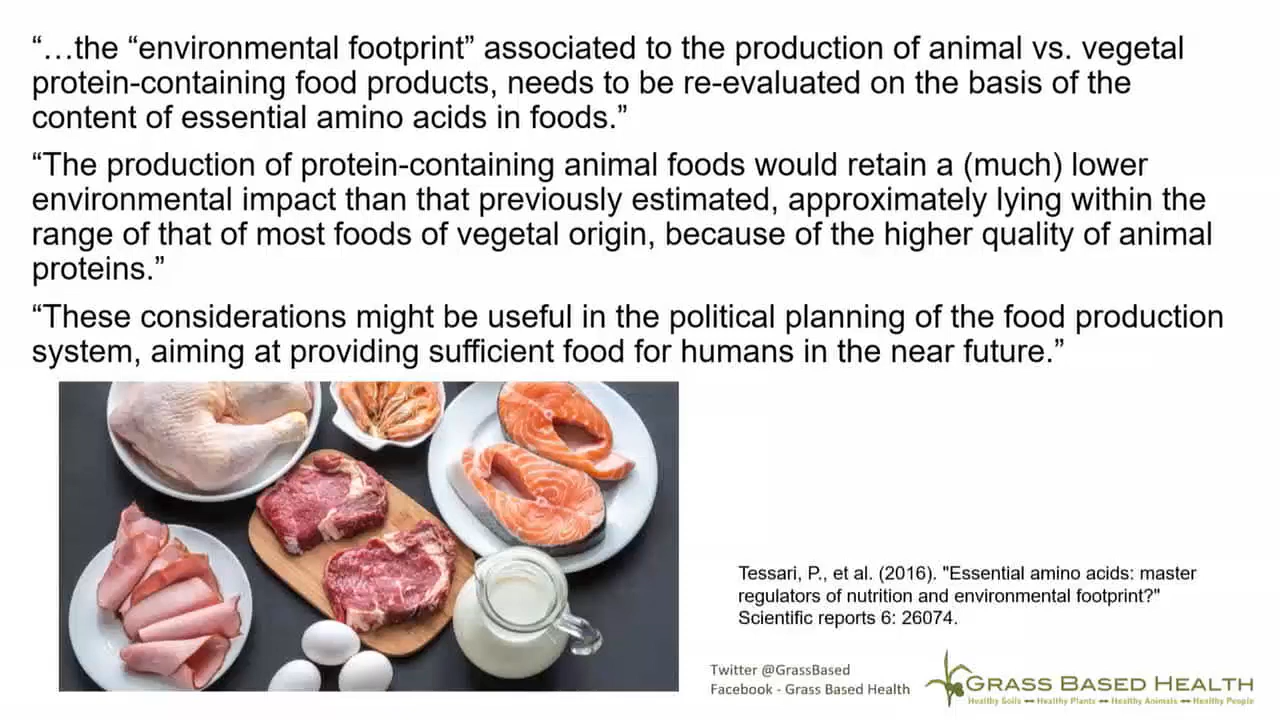 “…the “environmental footprint” associated to the production of animal vs. vegetal
protein-containing food products, needs to be re-evaluated on the basis of the
content of essential amino acids in foods.”
“The production of protein-containing animal foods would retain a (much) lower
environmental impact than that previously estimated, approximately lying within the
range of that of most foods of vegetal origin, because of the higher quality of animal
proteins.”
“These considerations might be useful in the political planning of the food production
system, aiming at providing sufficient food for humans in the near future.”
Tessari, P., et al. (2016). "Essential amino acids: master
regulators of nutrition and environmental footprint?"
Scientific reports 6: 26074.
Twitter @GrassBased
Facebook - Grass Based Health
GRASS BASED HEALTH
Healthy Soils — Healthy Plants — Healthy Animals — Healthy People